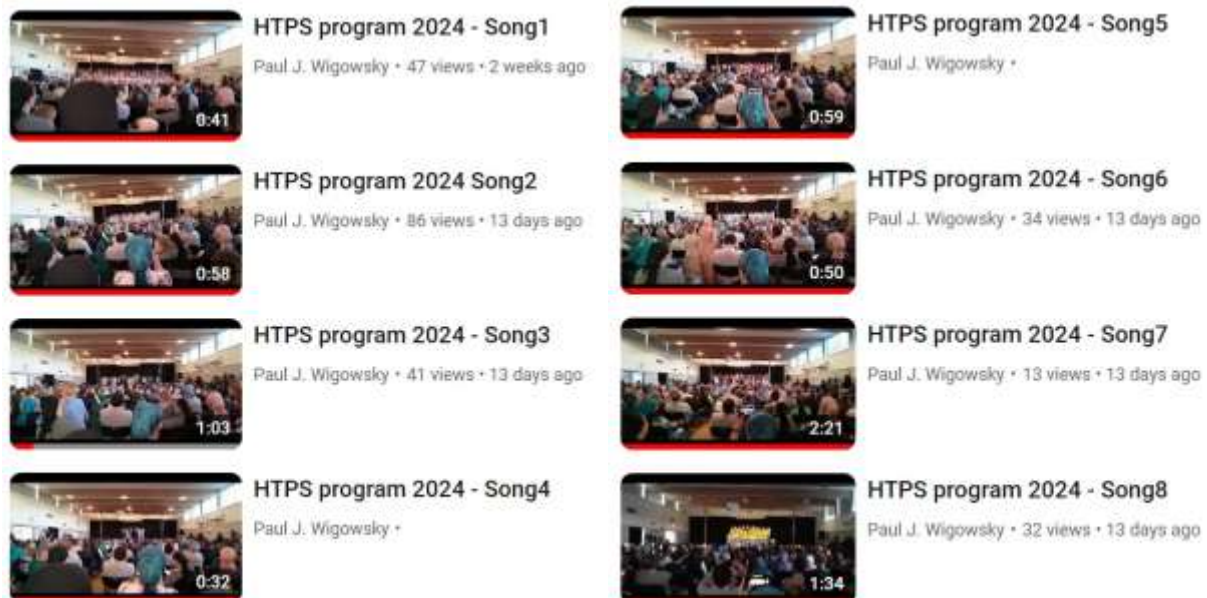 HTPS program 2024 - Song1
Paul J. Wigowsky • 47 views • 2 weeks ago
0:41
HTPS program 2024 Song2
Paul J. Wigowsky • 86 views • 13 days ago
0:58
HTPS program 2024 - Song3
Paul J. Wigowsky • 41 views • 13 days ago
1:03
HTPS program 2024 - Song4
Paul J. Wigowsky •
0:32
HTPS program 2024 - Song5
Paul J. Wigowsky •
0:59
HTPS program 2024 - Song6
Paul J. Wigowsky • 34 views • 13 days ago
0:50
HTPS program 2024 - Song7
Paul J. Wigowsky • 13 views • 13 days ago
2:21
HTPS program 2024 - Song8
Paul J. Wigowsky • 32 views • 13 days ago
1:34